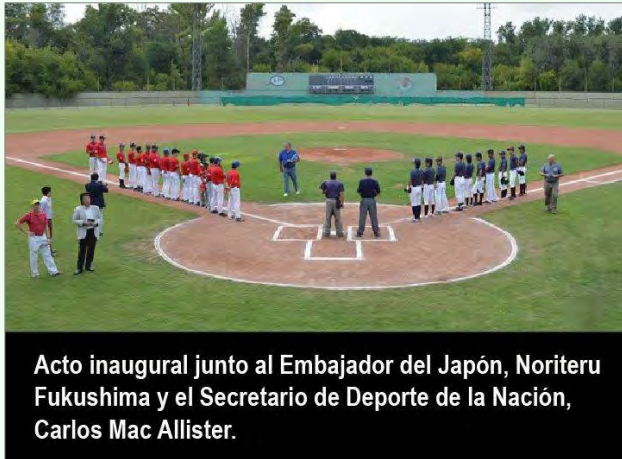 Acto inaugural junto al Embajador del Japón, Noriteru
Fukushima y el Secretario de Deporte de la Nación,
Carlos Mac Allister.